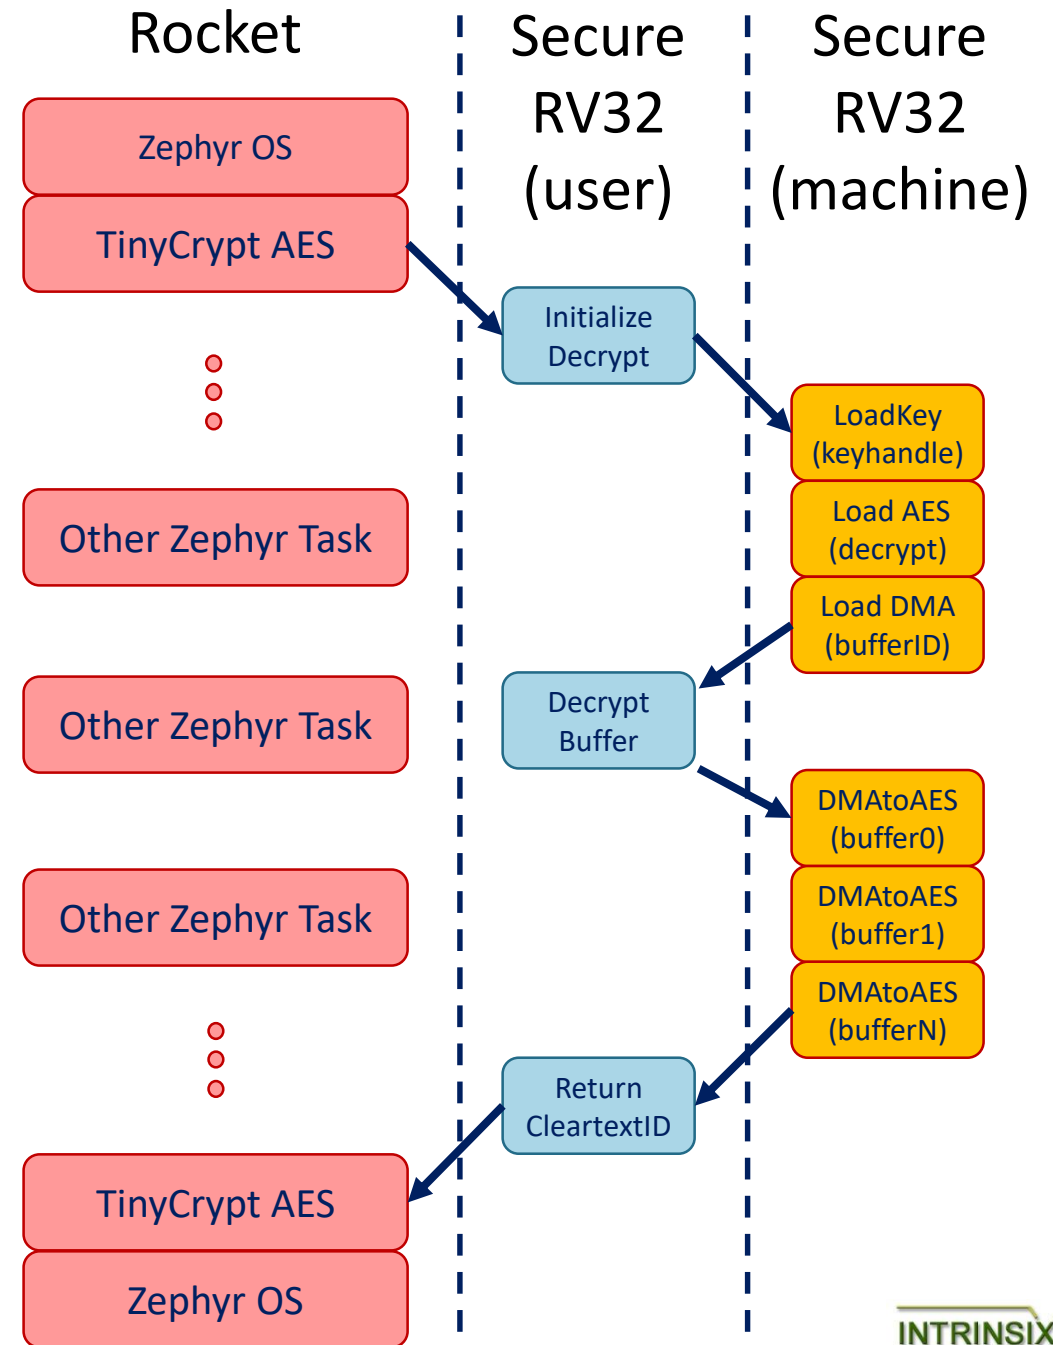 Rocket
Secure
RV32
(user)
Secure
RV32
(machine)
Zephyr OS
TinyCrypt AES
Initialize
Decrypt
LoadKey
(keyhandle)
Load AES
(decrypt)
Other Zephyr Task
Load DMA
(bufferID)
Other Zephyr Task
Decrypt
Buffer
DMAtoAES
(buffer0)
Other Zephyr Task
DMAtoAES
(buffer1)
DMAtoAES
(bufferN)
Return
CleartextID
TinyCrypt AES
Zephyr OS
INTRINSIX